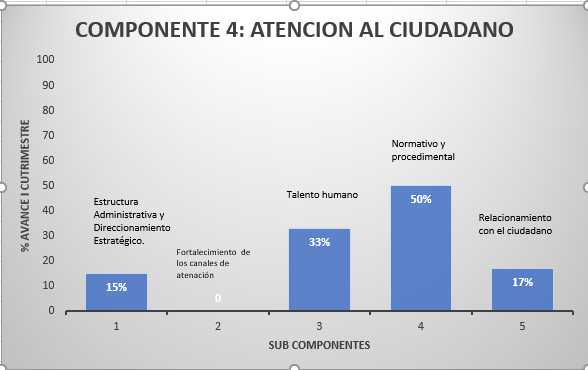 COMPONENTE 4: ATENCION AL CIUDADANO
% AVANCE I CUTRIMESTRE
100
90
80
70
60
50
40
30
20
10
0
Estructura
Administrativa y
Direccionamiento
Estratégico.
15%
Fortalecimiento de
los canales de
atenación
0
Talento humano
33%
Normativo y
procedimental
50%
Relacionamiento
con el ciudadano
17%
1
2
3
4
5
SUB COMPONENTES